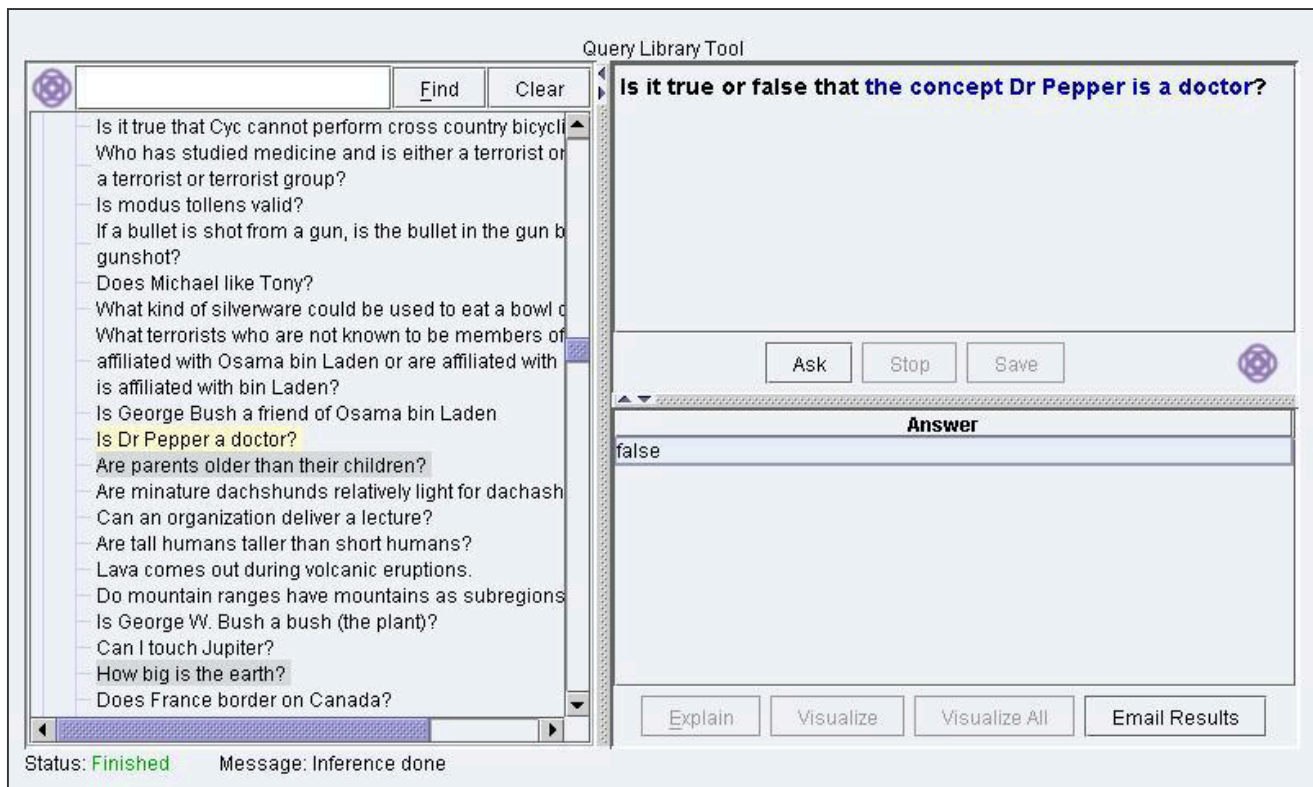 Query Library Tool
Find
Clear
Is it true that Cyc cannot perform cross country bicycli
Who has studied medicine and is either a terrorist or
a terrorist or terrorist group?
Is modus tollens valid?
If a bullet is shot from a gun, is the bullet in the gun b
gunshot?
Does Michael like Tony?
What kind of silverware could be used to eat a bowl o
What terrorists who are not known to be members of
affiliated with Osama bin Laden or are affiliated with
is affiliated with bin Laden?
Is George Bush a friend of Osama bin Laden
Is Dr Pepper a doctor?
Are parents older than their children?
Are minature dachshunds relatively light for dachash
Can an organization deliver a lecture?
Are tall humans taller than short humans?
Lava comes out during volcanic eruptions.
Do mountain ranges have mountains as subregions
Is George W. Bush a bush (the plant)?
Can I touch Jupiter?
How big is the earth?
Does France border on Canada?
Is it true or false that the concept Dr Pepper is a doctor?
Ask
Stop
Save
Answer
false
Explain
Visualize
Visualize All
Email Results
Status: Finished
Message: Inference done